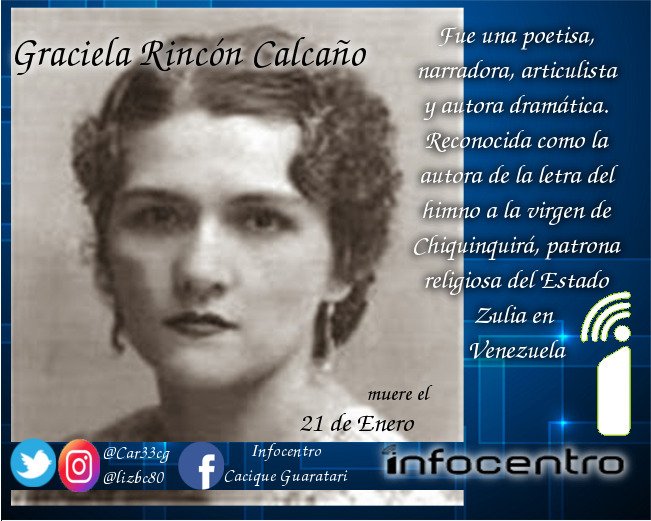 Graciela Rincón Calcaño
Fue una poetisa,
narradora, articulista
y autora dramática.
Reconocida como la
autora de la letra del
himno a la virgen de
Chiquinquirá, patrona
religiosa del Estado
Zulia en
Venezuela
muere el
21 de Enero
@Car33cg
@lizbc80
Infocentro
Cacique Guaratari
infocentro